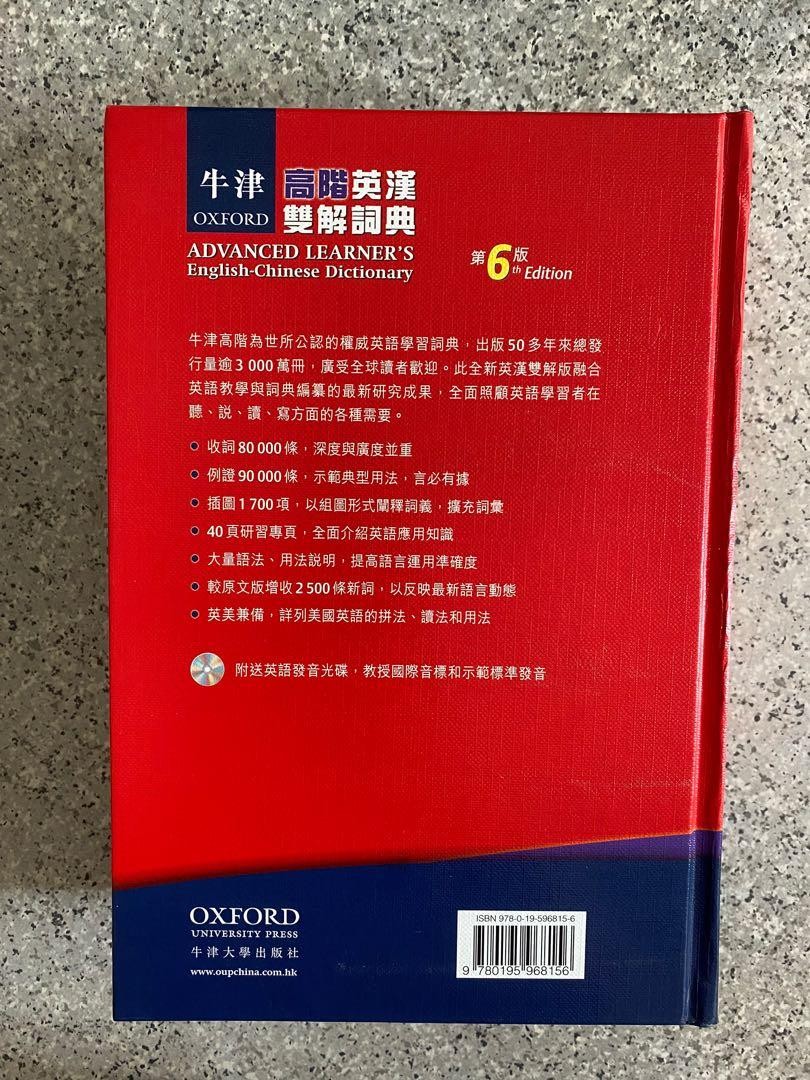 牛津
OXFORD
高階英漢
雙解詞典
ADVANCED LEARNER'S
English-Chinese Dictionary
第6版
th Edition
牛津高階為世所公認的權威英語學習詞典，出版50多年來總發
行量逾3 000萬冊，廣受全球讀者歡迎。此全新英漢雙解版融合
英語教學與詞典編纂的最新研究成果，全面照顧英語學習者在
聽、説、讀、寫方面的各種需要。
• 收詞80 000條，深度與廣度並重
• 例證90 000條，示範典型用法，言必有據
• 插圖1 700項，以組圖形式闡釋詞義，擴充詞彙
• 40頁研習專頁，全面介紹英語應用知識
• 大量語法、用法説明，提高語言運用準確度
• 較原文版增收2 500條新詞，以反映最新語言動態
• 英美兼備，詳列美國英語的拼法、讀法和用法
附送英語發音光碟，教授國際音標和示範標準發音
OXFORD
UNIVERSITY PRESS
牛津大學出版社
www.oupchina.com.hk
ISBN 978-0-19-596815-6
9 780195 968156